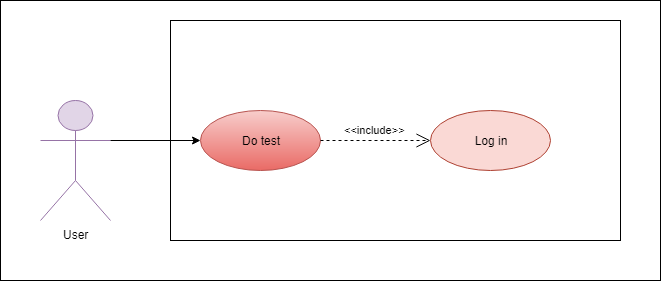 Do test
<<include>>
Log in
User